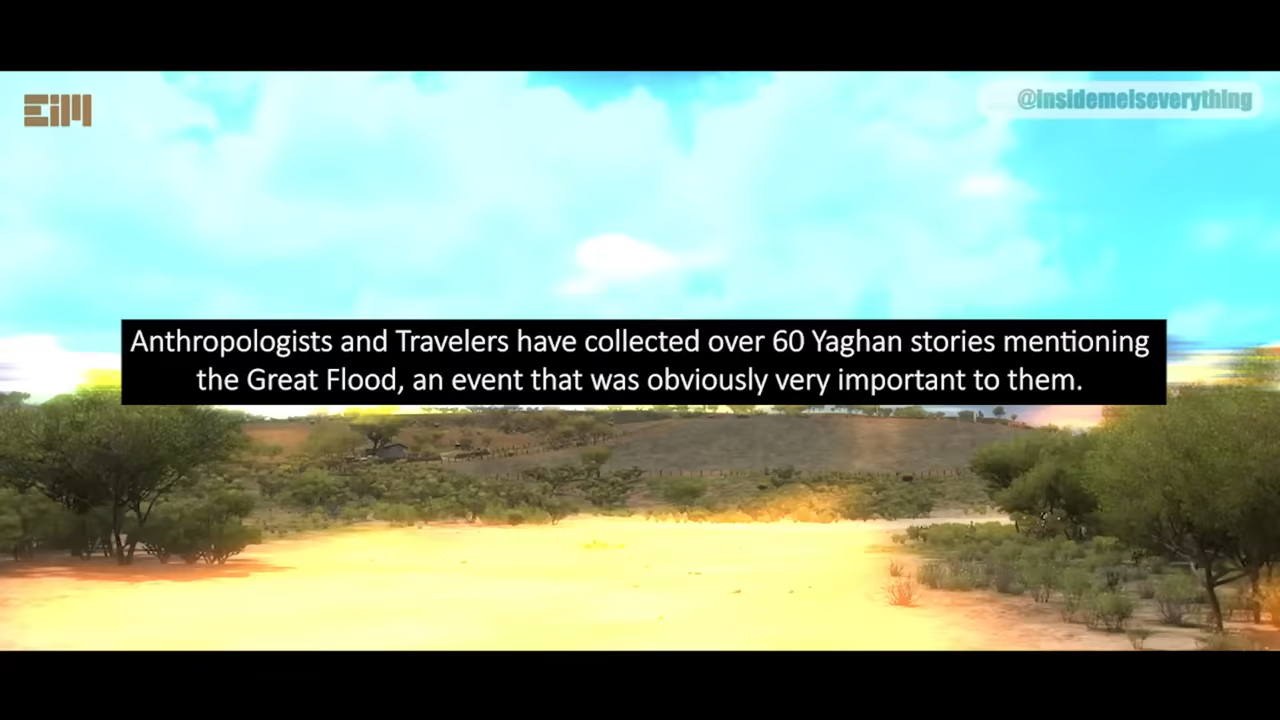 EiM
@insidemeiseverything
Anthropologists and Travelers have collected over 60 Yaghan stories mentioning
the Great Flood, an event that was obviously very important to them.